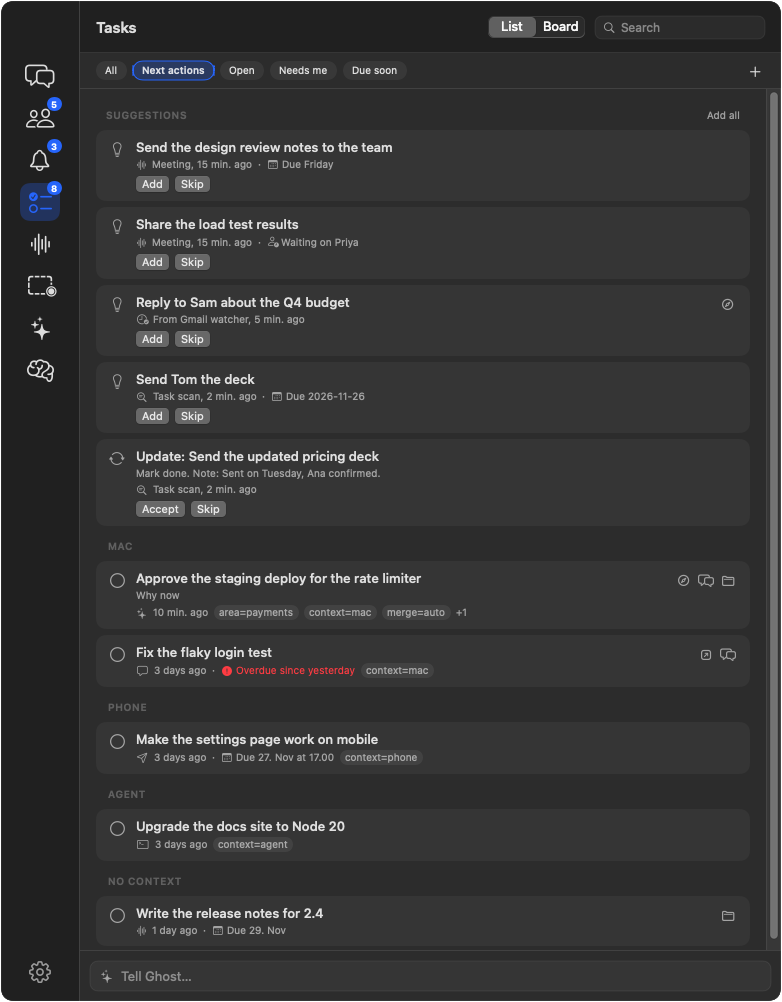 Tasks
List
Board
Search
5
3
8
All
Next actions
Open
Needs me
Due soon
+
SUGGESTIONS
Add all
Send the design review notes to the team
Meeting, 15 min. ago · Due Friday
Add
Skip
Share the load test results
Meeting, 15 min. ago · Waiting on Priya
Add
Skip
Reply to Sam about the Q4 budget
From Gmail watcher, 5 min. ago
Add
Skip
Send Tom the deck
Task scan, 2 min. ago · Due 2026-11-26
Add
Skip
Update: Send the updated pricing deck
Mark done. Note: Sent on Tuesday, Ana confirmed.
Task scan, 2 min. ago
Accept
Skip
MAC
Approve the staging deploy for the rate limiter
Why now
10 min. ago area=payments context=mac merge=auto +1
Fix the flaky login test
3 days ago · Overdue since yesterday context=mac
PHONE
Make the settings page work on mobile
3 days ago · Due 27. Nov at 17.00 context=phone
AGENT
Upgrade the docs site to Node 20
3 days ago context=agent
NO CONTEXT
Write the release notes for 2.4
1 day ago · Due 29. Nov
Tell Ghost...